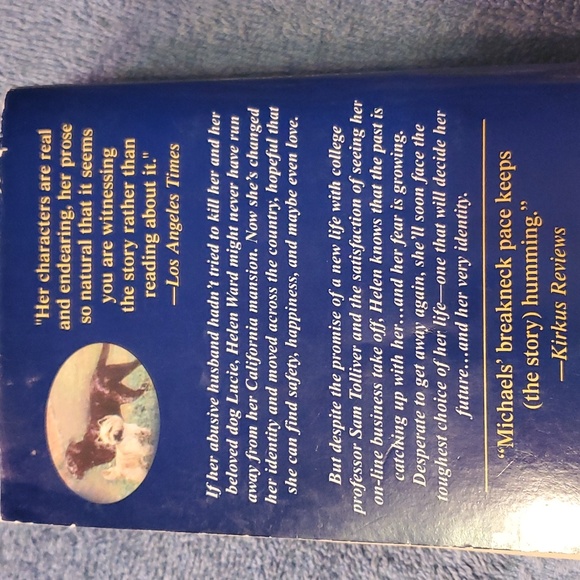 "Her characters are real
and endearing, her prose
so natural that it seems
you are witnessing
the story rather than
reading about it."
—Los Angeles Times
If her abusive husband hadn't tried to kill her and her
beloved dog Lucie, Helen Ward might never have run
away from her California mansion. Now she's changed
her identity and moved across the country, hopeful that
she can find safety, happiness, and maybe even love.
But despite the promise of a new life with college
professor Sam Tolliver and the satisfaction of seeing her
on-line business take off, Helen knows that the past is
catching up with her...and her fear is growing.
Desperate to get away again, she'll soon face the
toughest choice of her life—one that will decide her
future...and her very identity.
"Michaels' breakneck pace keeps
(the story) humming."
—Kirkus Reviews